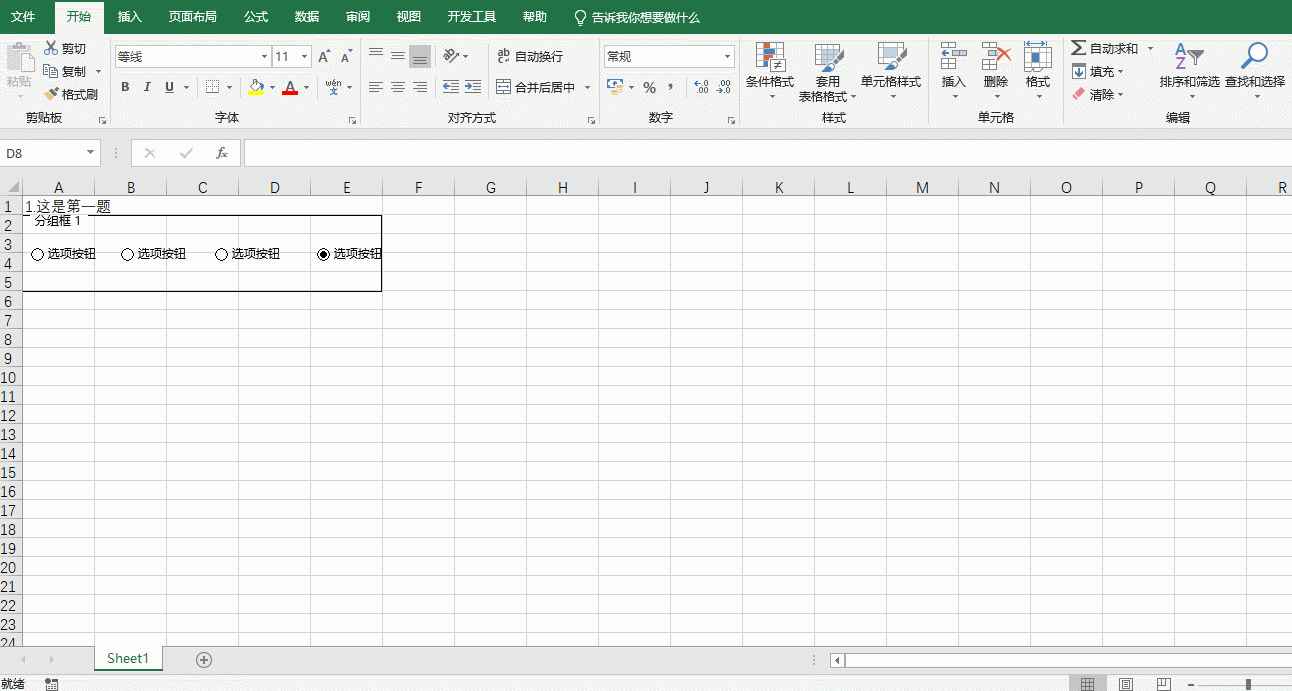 文件 开始 插入 页面布局 公式 数据 审阅 视图 开发工具 帮助 告诉我你想要做什么
粘贴 剪切 复制 格式刷
剪贴板
等线 11 A A
B I U A wén 文
字体
ab 自动换行
合并后居中
对齐方式
常规
% , .0 .00 .00 .0
数字
条件格式 套用 表格格式 单元格样式
样式
插入 删除 格式
单元格
Σ 自动求和 填充 清除
排序和筛选 查找和选择
编辑
D8 fx
A B C D E F G H I J K L M N O P Q R
1 1.这是第一题
2 分组框 1
3 选项按钮 选项按钮 选项按钮 选项按钮
4
5
6
7
8
9
10
11
12
13
14
15
16
17
18
19
20
21
22
23
24
Sheet1
就绪